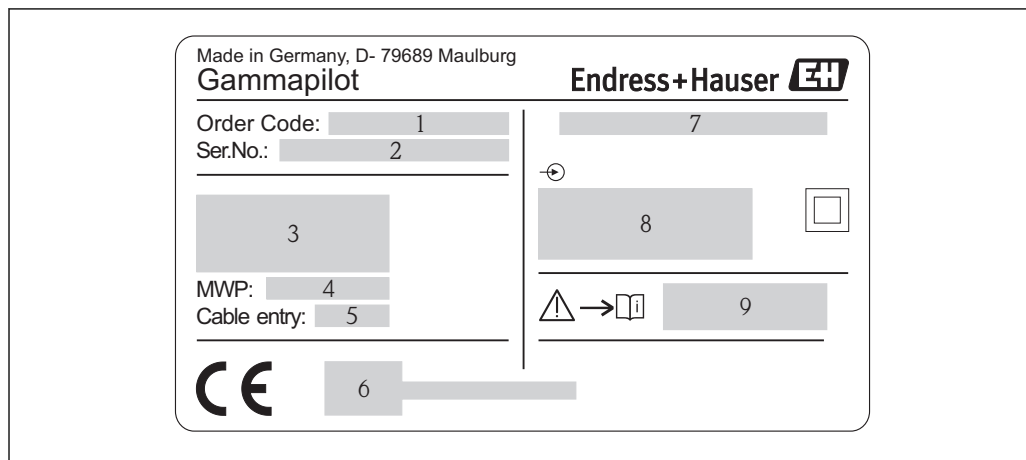 Made in Germany, D- 79689 Maulburg
Gammapilot
Endress+Hauser EH
Order Code: 1
Ser.No.: 2
3
MWP: 4
Cable entry: 5
CE
6
7
8
i
9